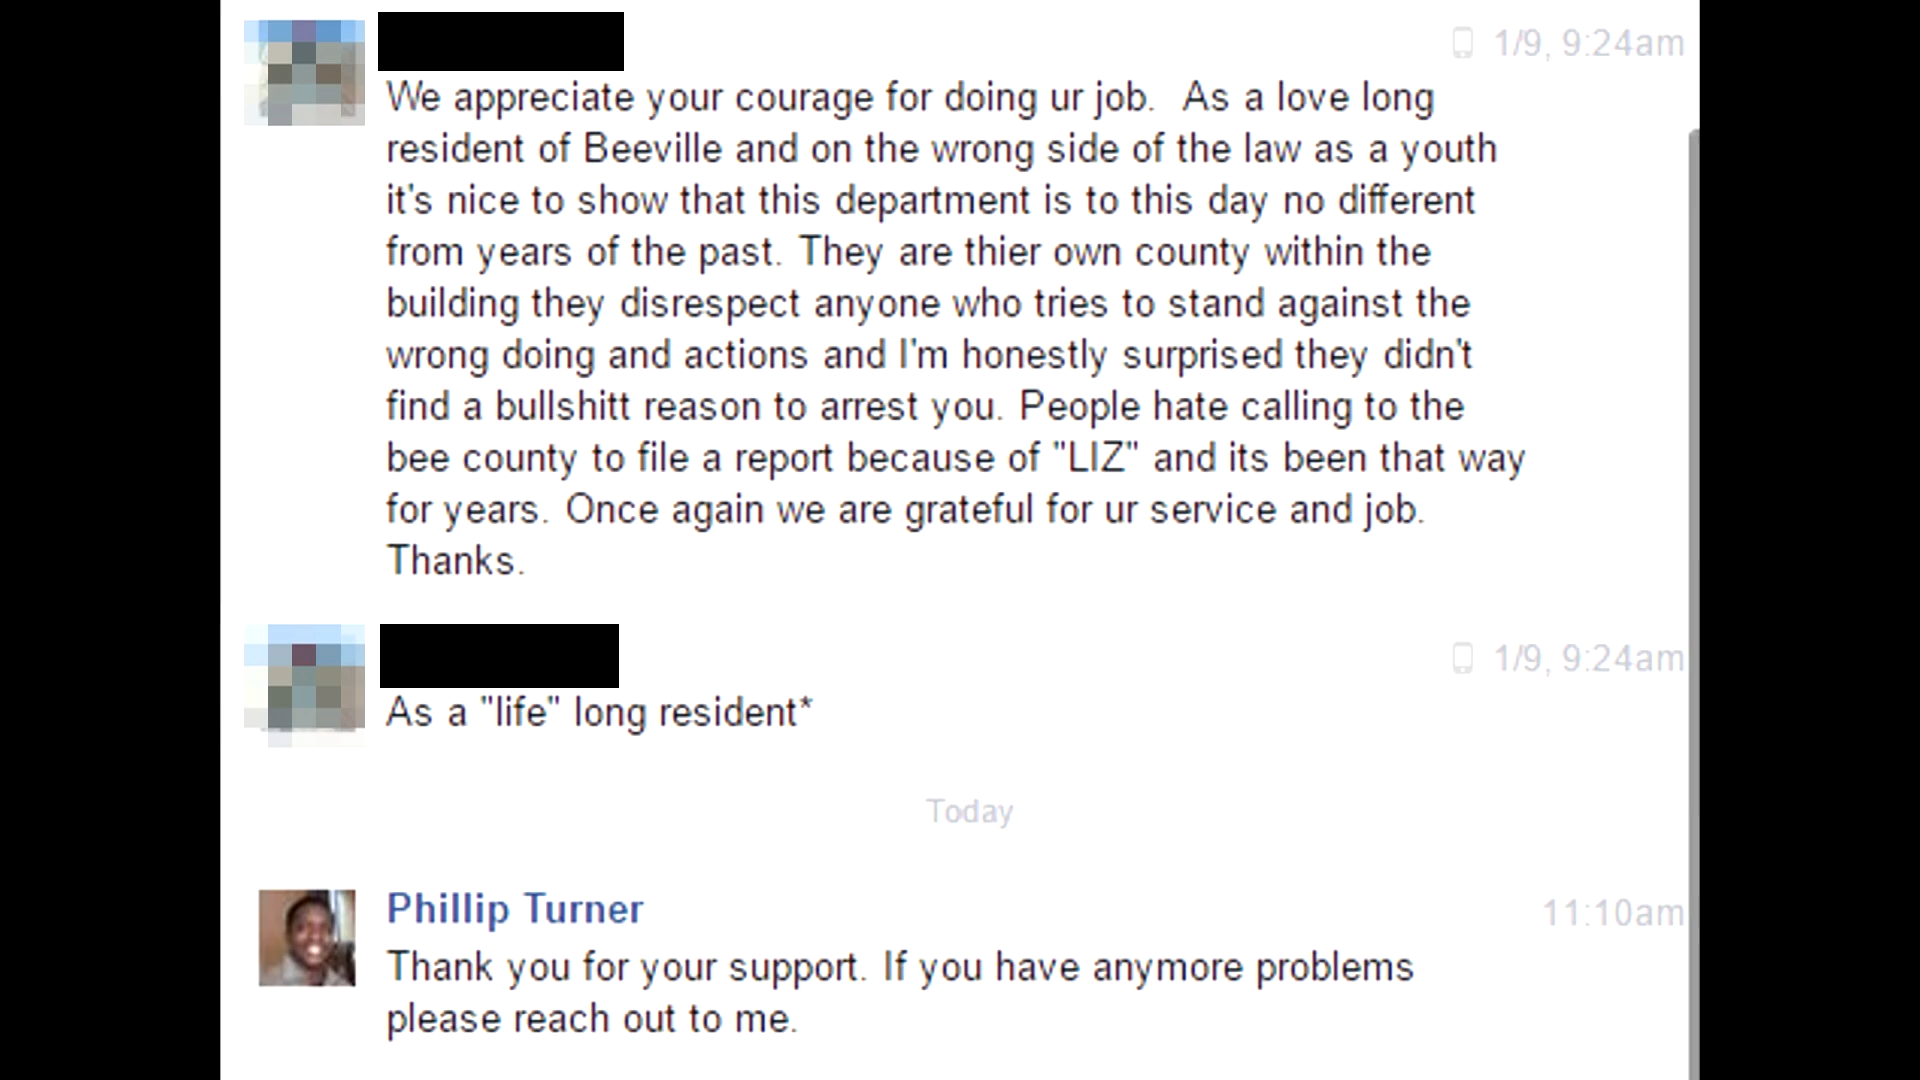 1/9, 9:24am
We appreciate your courage for doing ur job.  As a love long
resident of Beeville and on the wrong side of the law as a youth
it's nice to show that this department is to this day no different
from years of the past. They are thier own county within the
building they disrespect anyone who tries to stand against the
wrong doing and actions and I'm honestly surprised they didn't
find a bullshitt reason to arrest you. People hate calling to the
bee county to file a report because of "LIZ" and its been that way
for years. Once again we are grateful for ur service and job.
Thanks.
1/9, 9:24am
As a "life" long resident*
Today
Phillip Turner 11:10am
Thank you for your support. If you have anymore problems
please reach out to me.